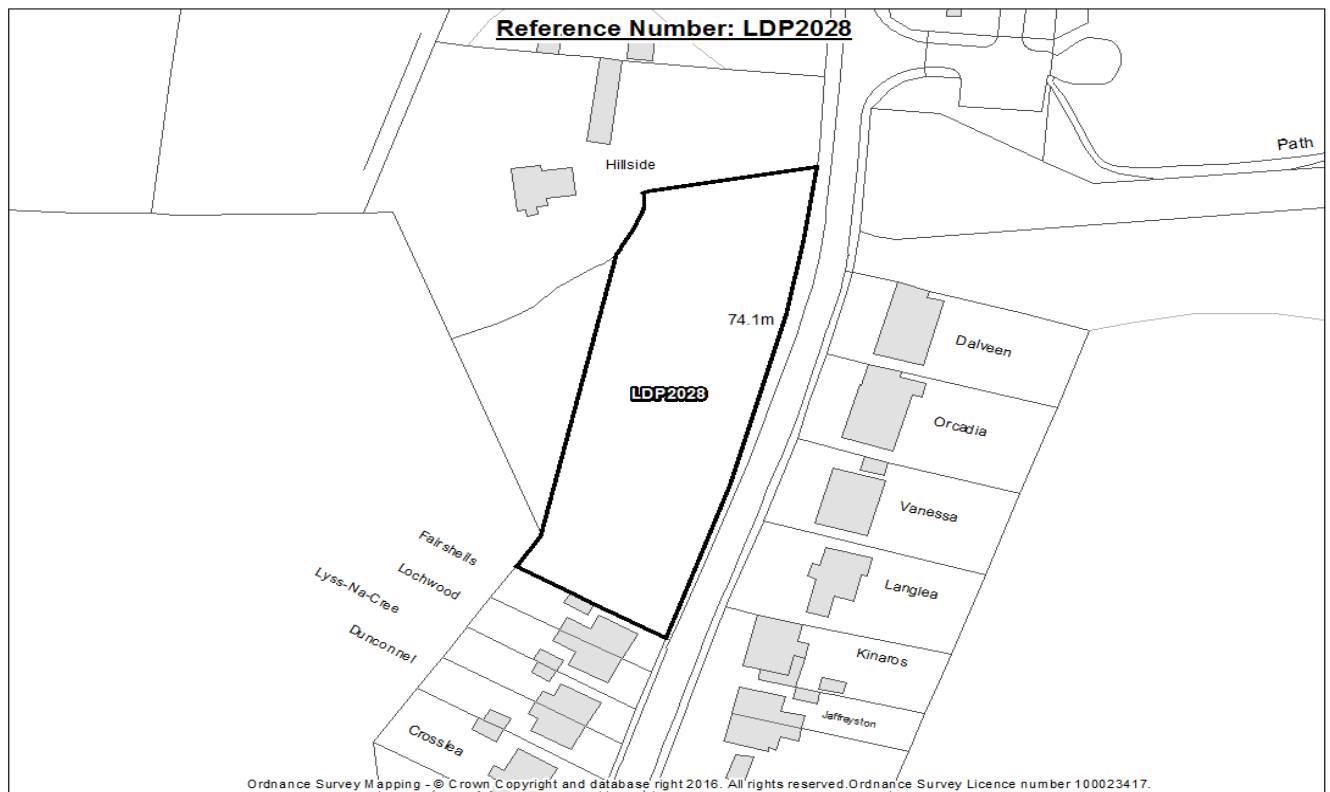 Reference Number: LDP2028
Path
Hillside
74.1m
Dalveen
LDP2028
Orcadia
Vanessa
Fairshells
Lochwood
Langlea
Lyss-Na-Cree
Dunconnel
Kinaros
Jaffreyston
Crosslea
Ordnance Survey Mapping - © Crown Copyright and database right 2016. All rights reserved.Ordnance Survey Licence number 100023417.